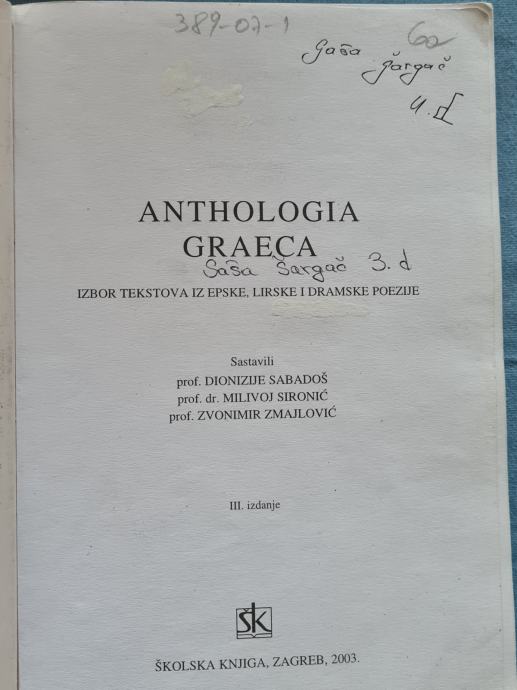 389-07-1
60
Saša
Šargač
4.d
ANTHOLOGIA
GRAECA
Saša Šargač 3. d
IZBOR TEKSTOVA IZ EPSKE, LIRSKE I DRAMSKE POEZIJE
Sastavili
prof. DIONIZIJE SABADOŠ
prof. dr. MILIVOJ SIRONIĆ
prof. ZVONIMIR ZMAJLOVIĆ
III. izdanje
šk
ŠKOLSKA KNJIGA, ZAGREB, 2003.